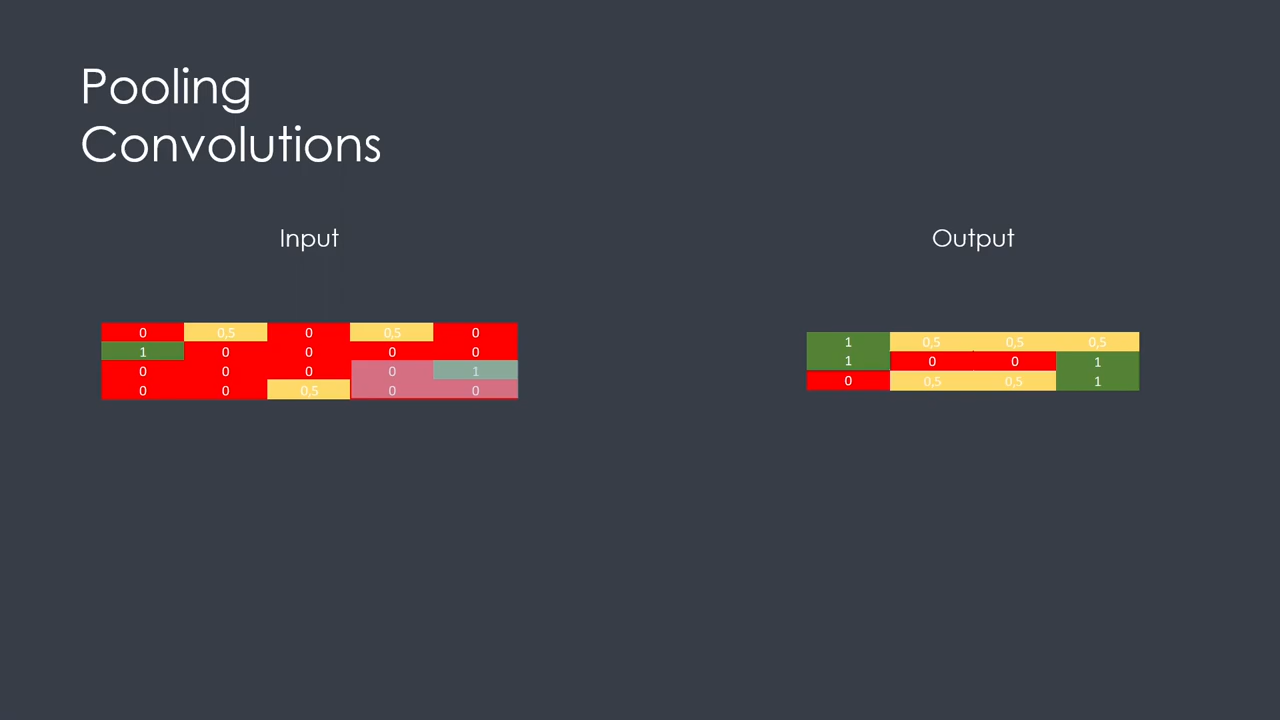 Pooling
Convolutions
Input
Output
0 0,5 0 0,5 0
1 0 0 0 0
0 0 0 0 1
0 0 0,5 0 0
1 0,5 0,5 0,5
1 0 0 1
0 0,5 0,5 1